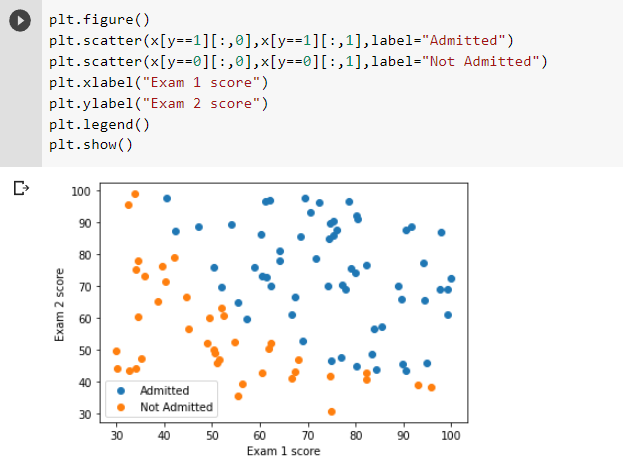 plt.figure()
plt.scatter(x[y==1][:,0],x[y==1][:,1],label="Admitted")
plt.scatter(x[y==0][:,0],x[y==0][:,1],label="Not Admitted")
plt.xlabel("Exam 1 score")
plt.ylabel("Exam 2 score")
plt.legend()
plt.show()
100
90
80
70
60
50
40
30
Exam 2 score
Admitted
Not Admitted
30 40 50 60 70 80 90 100
Exam 1 score